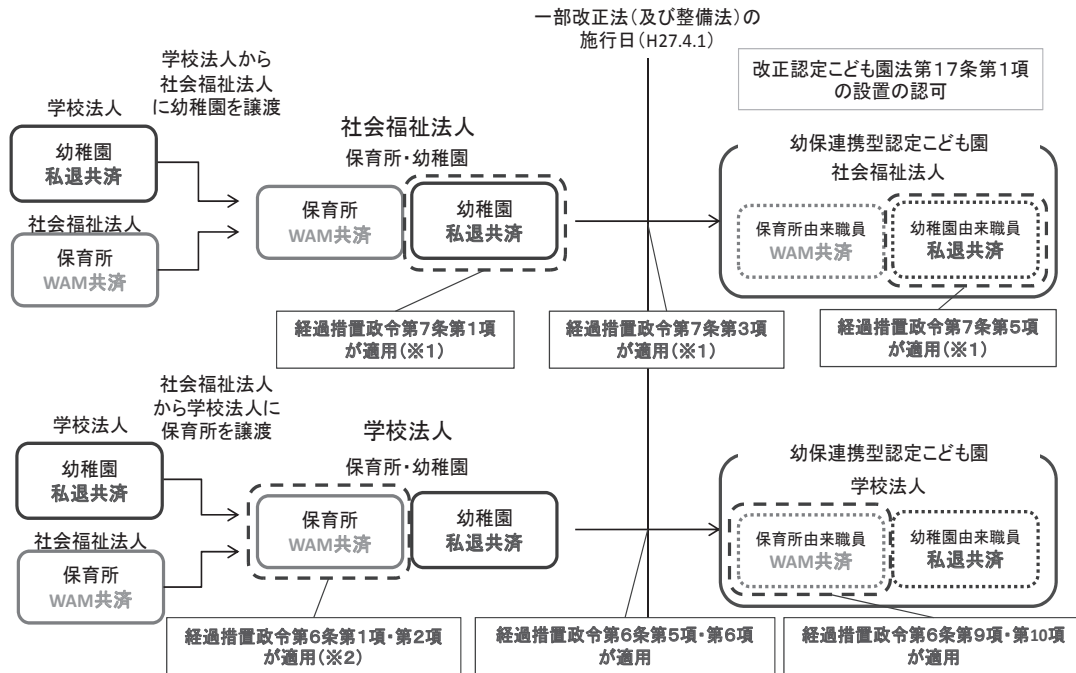 一部改正法(及び整備法)の
施行日(H27.4.1)
改正認定こども園法第17条第1項
の設置の認可
学校法人から
社会福祉法人
に幼稚園を譲渡
学校法人
幼稚園
私退共済
社会福祉法人
保育所
WAM共済
社会福祉法人
保育所・幼稚園
保育所
WAM共済
幼稚園
私退共済
幼保連携型認定こども園
社会福祉法人
保育所由来職員
WAM共済
幼稚園由来職員
私退共済
経過措置政令第7条第1項
が適用(※1)
経過措置政令第7条第3項
が適用(※1)
経過措置政令第7条第5項
が適用(※1)
社会福祉法人
から学校法人に
保育所を譲渡
学校法人
幼稚園
私退共済
社会福祉法人
保育所
WAM共済
学校法人
保育所・幼稚園
保育所
WAM共済
幼稚園
私退共済
幼保連携型認定こども園
学校法人
保育所由来職員
WAM共済
幼稚園由来職員
私退共済
経過措置政令第6条第1項・第2項
が適用(※2)
経過措置政令第6条第5項・第6項
が適用
経過措置政令第6条第9項・第10項
が適用